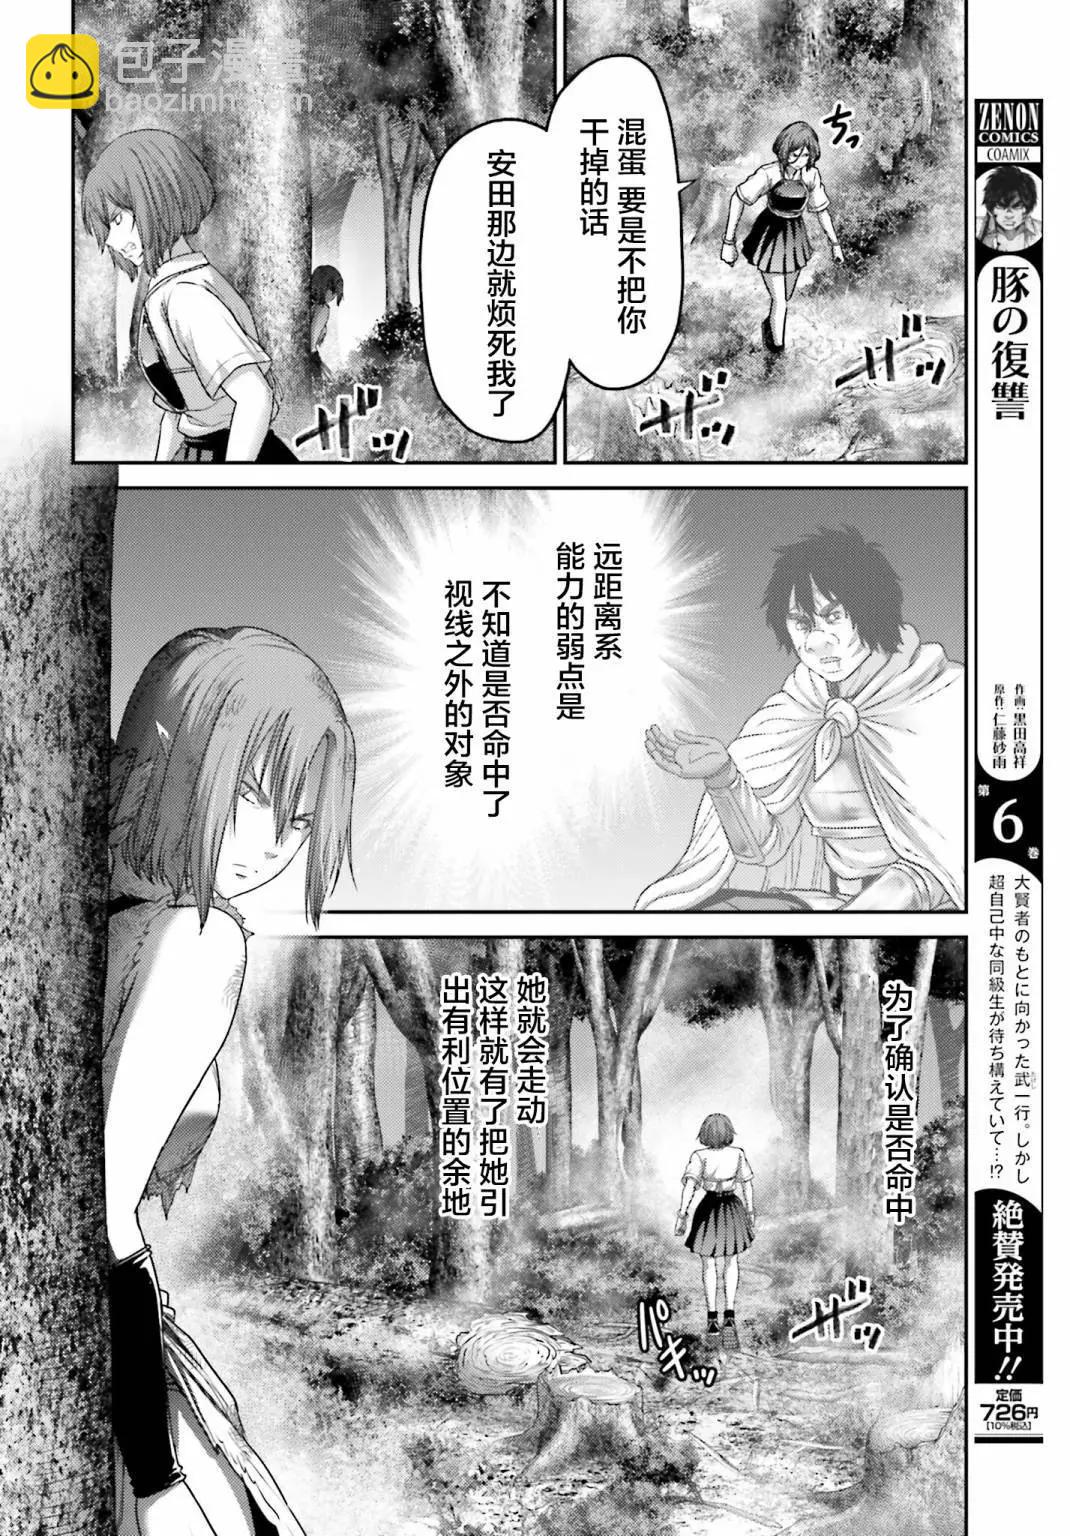 包子漫畫
baozimh.com
ちっ
混蛋 要是不把你
干掉的话
安田那边就烦死我了
ザッ
ザッ
ザッ
远距离系
能力的弱点是
不知道是否命中了
视线之外的对象
为了确认是否命中
她就会走动
这样就有了把她引
出有利位置的余地
パキッ
ザッ
ZENON
COMICS
COAMIX
豚の復讐
作画：黒田高祥
原作：仁藤砂雨
第
6
巻
大賢者のもとに向かった武一行。しかし
超自己中な同級生が待ち構えていて…!?
絶賛発売中!!
定価
726円
[10%税込]